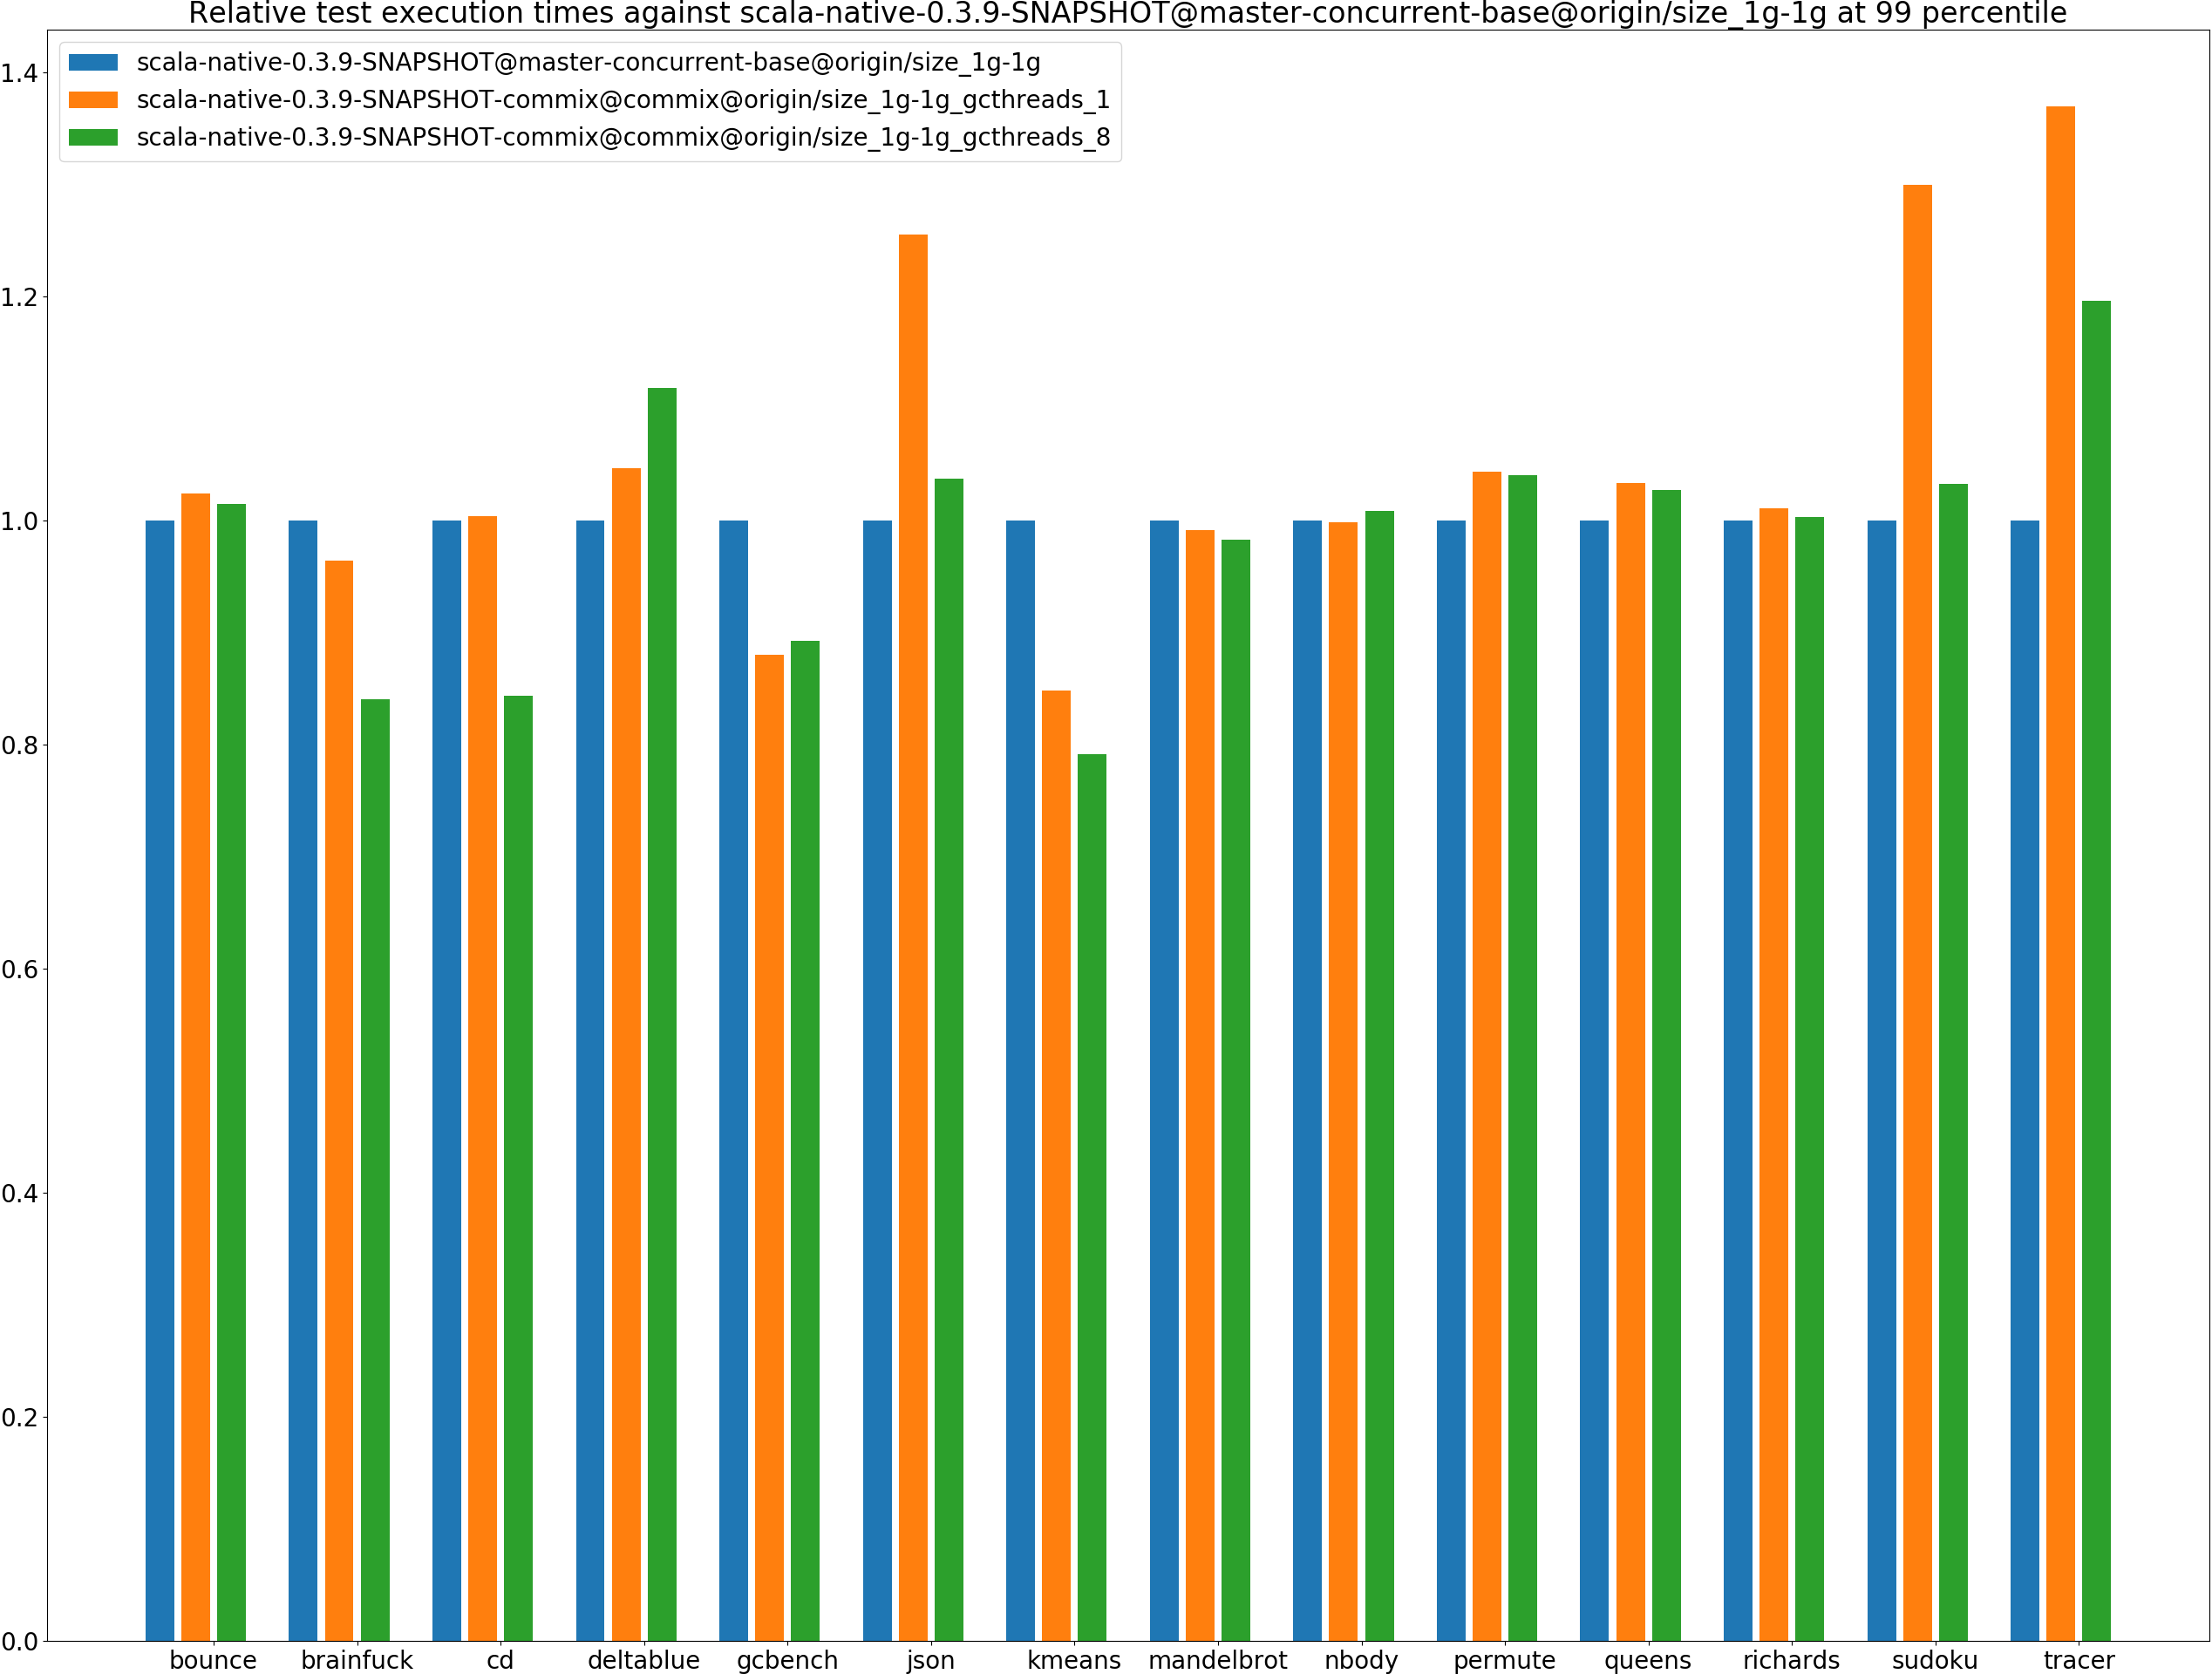 Relative test execution times against scala-native-0.3.9-SNAPSHOT@master-concurrent-base@origin/size_1g-1g at 99 percentile
scala-native-0.3.9-SNAPSHOT@master-concurrent-base@origin/size_1g-1g
scala-native-0.3.9-SNAPSHOT-commix@commix@origin/size_1g-1g_gcthreads_1
scala-native-0.3.9-SNAPSHOT-commix@commix@origin/size_1g-1g_gcthreads_8
1.4
1.2
1.0
0.8
0.6
0.4
0.2
0.0
bounce brainfuck cd deltablue gcbench json kmeans mandelbrot nbody permute queens richards sudoku tracer